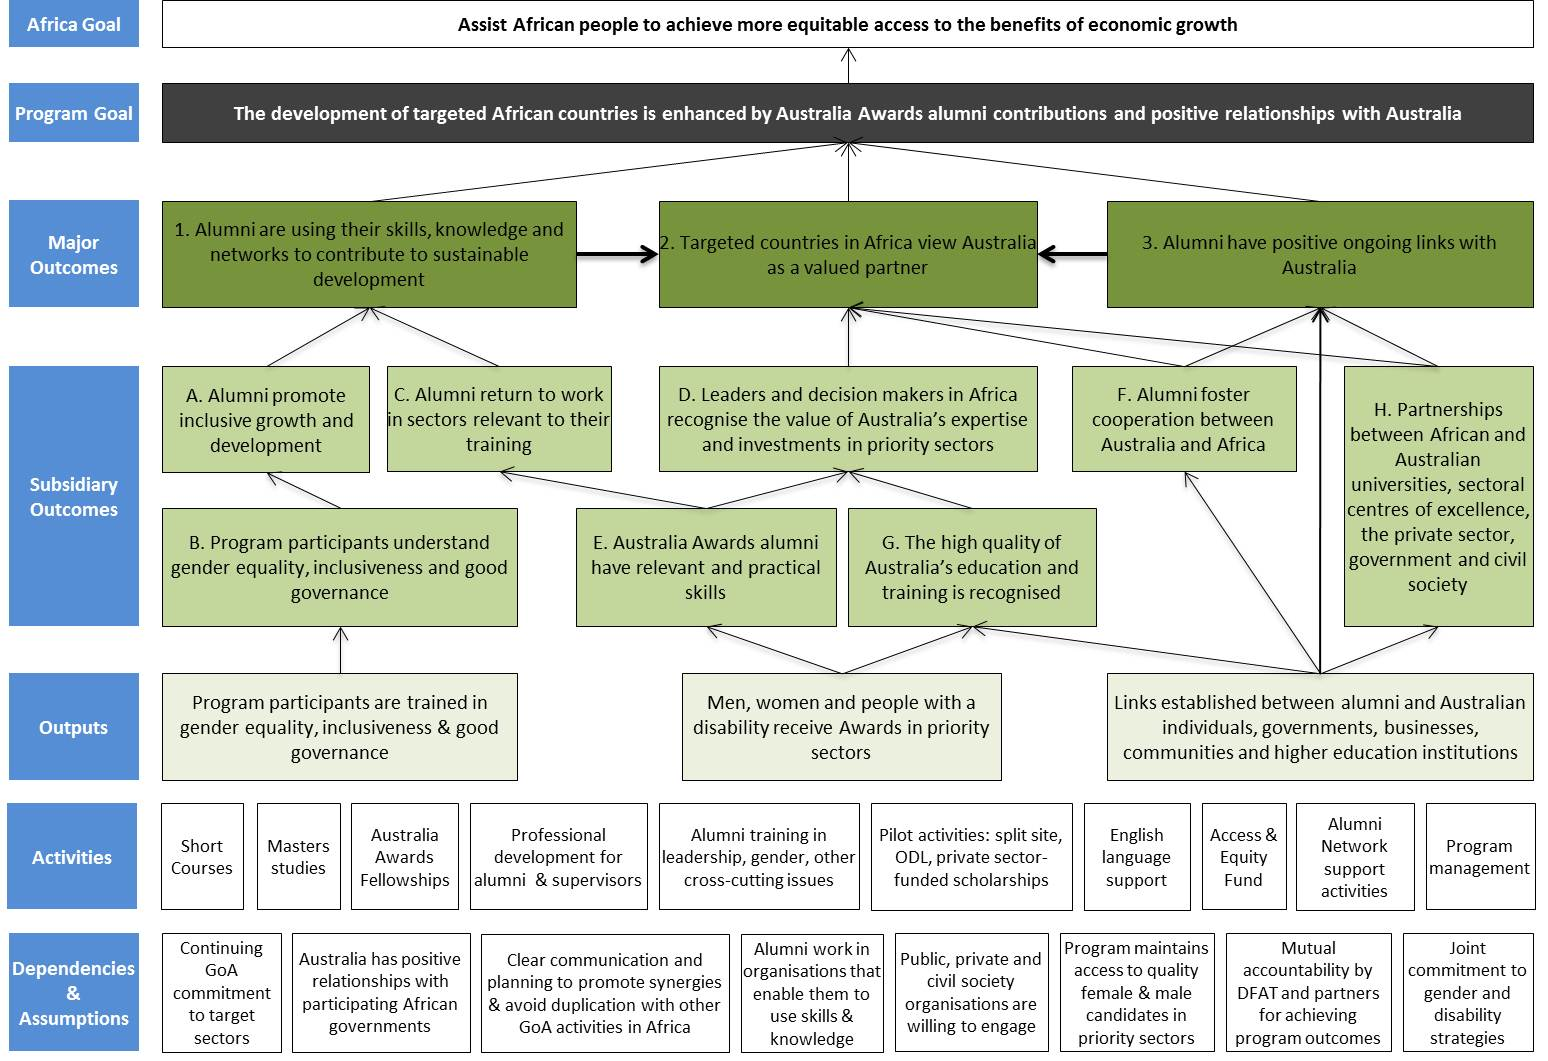 Africa Goal
Assist African people to achieve more equitable access to the benefits of economic growth
Program Goal
The development of targeted African countries is enhanced by Australia Awards alumni contributions and positive relationships with Australia
Major
Outcomes
1. Alumni are using their skills, knowledge and
networks to contribute to sustainable
development
2. Targeted countries in Africa view Australia
as a valued partner
3. Alumni have positive ongoing links with
Australia
Subsidiary
Outcomes
A. Alumni promote
inclusive growth and
development
C. Alumni return to work
in sectors relevant to their
training
D. Leaders and decision makers in Africa
recognise the value of Australia’s expertise
and investments in priority sectors
F. Alumni foster
cooperation between
Australia and Africa
H. Partnerships
between African and
Australian
universities, sectoral
centres of excellence,
the private sector,
government and civil
society
B. Program participants understand
gender equality, inclusiveness and good
governance
E. Australia Awards alumni
have relevant and practical
skills
G. The high quality of
Australia’s education and
training is recognised
Outputs
Program participants are trained in
gender equality, inclusiveness & good
governance
Men, women and people with a
disability receive Awards in priority
sectors
Links established between alumni and Australian
individuals, governments, businesses,
communities and higher education institutions
Activities
Short
Courses
Masters
studies
Australia
Awards
Fellowships
Professional
development for
alumni & supervisors
Alumni training in
leadership, gender, other
cross-cutting issues
Pilot activities: split site,
ODL, private sector-
funded scholarships
English
language
support
Access &
Equity
Fund
Alumni
Network
support
activities
Program
management
Dependencies
&
Assumptions
Continuing
GoA
commitment
to target
sectors
Australia has positive
relationships with
participating African
governments
Clear communication and
planning to promote synergies
& avoid duplication with other
GoA activities in Africa
Alumni work in
organisations that
enable them to
use skills &
knowledge
Public, private and
civil society
organisations are
willing to engage
Program maintains
access to quality
female & male
candidates in
priority sectors
Mutual
accountability by
DFAT and partners
for achieving
program outcomes
Joint
commitment to
gender and
disability
strategies